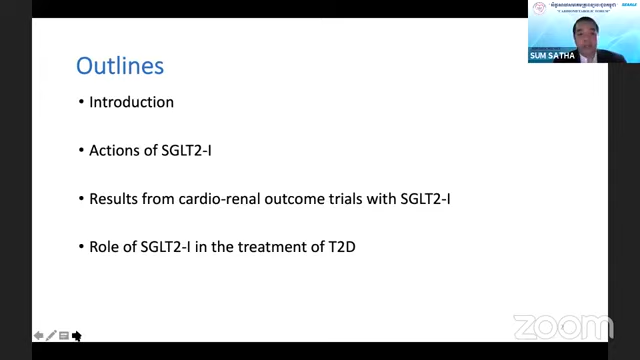 SUM SATHA
Outlines
• Introduction
• Actions of SGLT2-I
• Results from cardio-renal outcome trials with SGLT2-I
• Role of SGLT2-I in the treatment of T2D
zoom